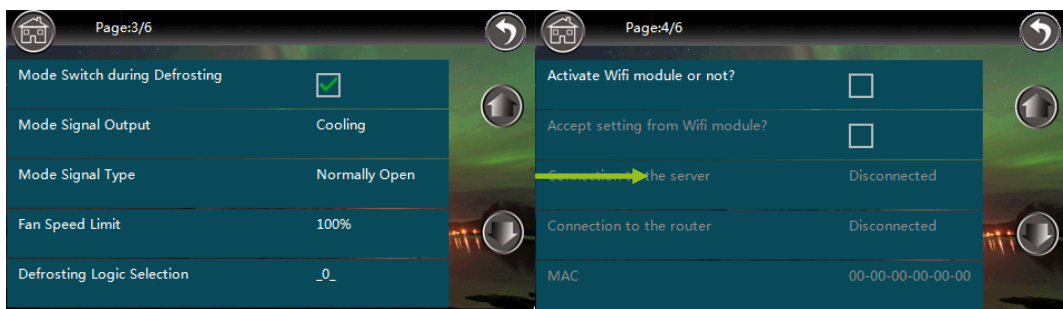 Page:3/6
Mode Switch during Defrosting
Mode Signal Output Cooling
Mode Signal Type Normally Open
Fan Speed Limit 100%
Defrosting Logic Selection _0_
Page:4/6
Activate Wifi module or not?
Accept setting from Wifi module?
Connection to the server Disconnected
Connection to the router Disconnected
MAC 00-00-00-00-00-00